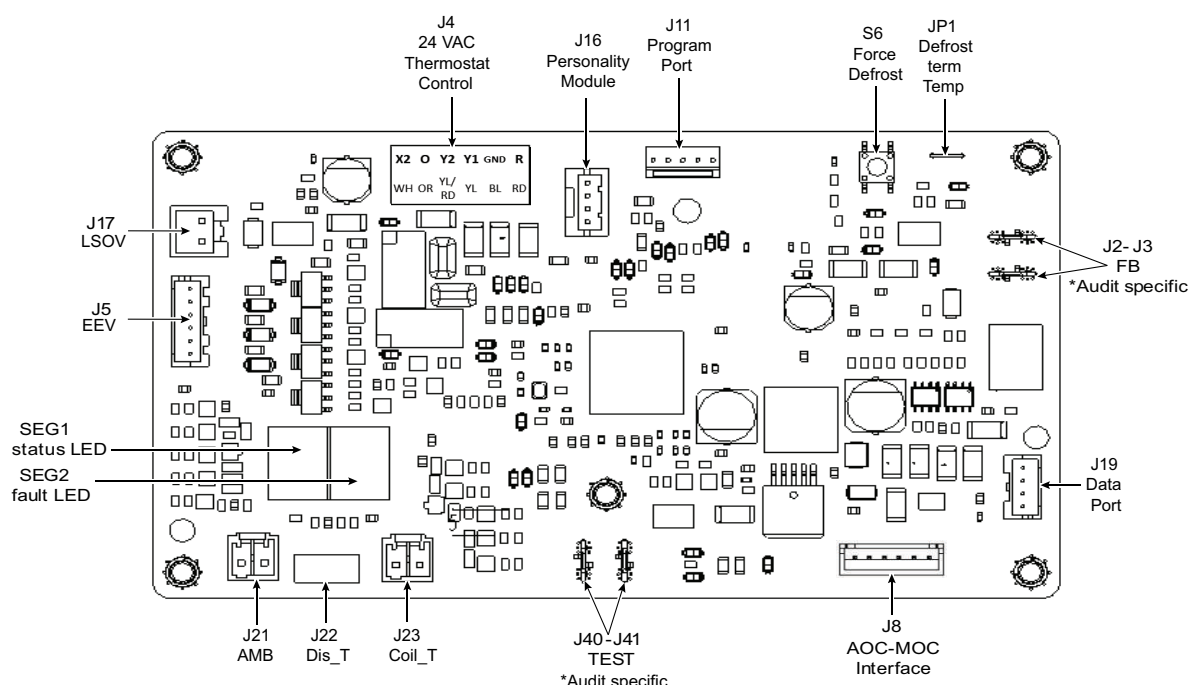 J4
24 VAC
Thermostat
Control
J16
Personality
Module
J11
Program
Port
S6
Force
Defrost
JP1
Defrost
term
Temp
X2 O Y2 Y1 GND R
WH OR YL/RD YL BL RD
J17
LSOV
J2-J3
FB
*Audit specific
J5
EEV
SEG1
status LED
SEG2
fault LED
J19
Data
Port
J21
AMB
J22
Dis_T
J23
Coil_T
J40-J41
TEST
*Audit specific
J8
AOC-MOC
Interface